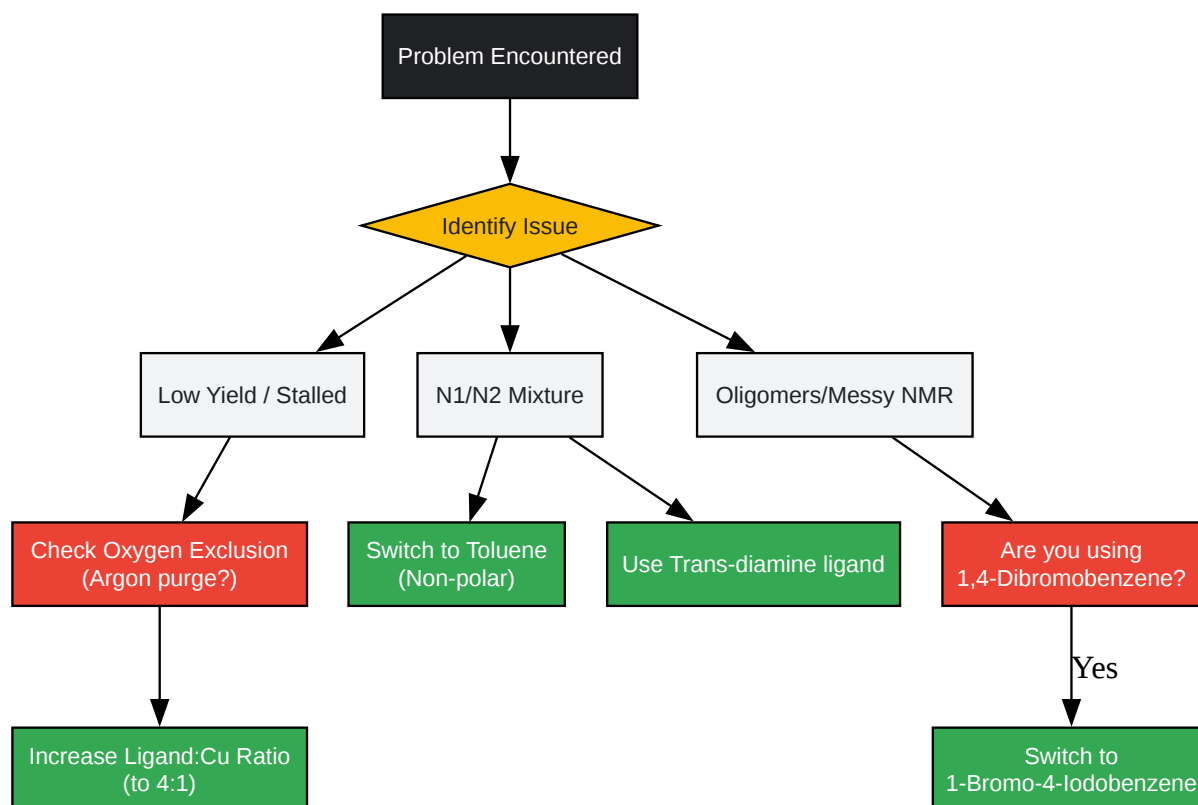 Problem Encountered
Identify Issue
Low Yield / Stalled
N1/N2 Mixture
Oligomers/Messy NMR
Check Oxygen Exclusion
(Argon purge?)
Switch to Toluene
(Non-polar)
Use Trans-diamine ligand
Are you using
1,4-Dibromobenzene?
Yes
Increase Ligand:Cu Ratio
(to 4:1)
Switch to
1-Bromo-4-Iodobenzene